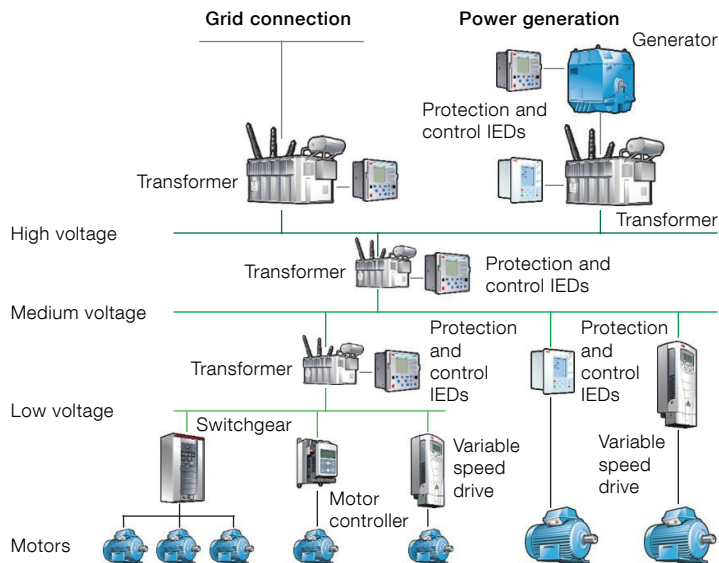 Grid connection
Power generation
Generator
Protection and
control IEDs
Transformer
Transformer
High voltage
Transformer
Protection and
control IEDs
Medium voltage
Transformer
Protection
and
control
IEDs
Protection
and
control
IEDs
Low voltage
Switchgear
Motor
controller
Variable
speed
drive
Variable
speed
drive
Motors